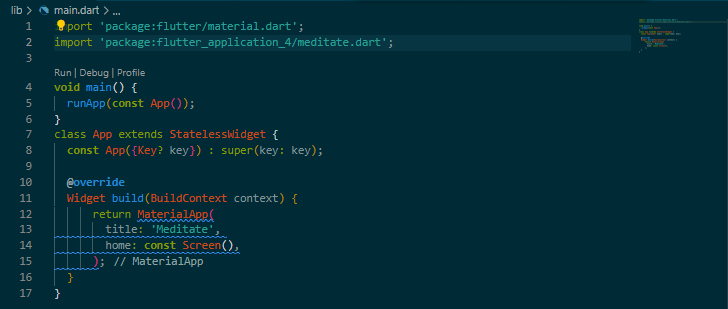 lib > main.dart > ...
1 import 'package:flutter/material.dart';
2 import 'package:flutter_application_4/meditate.dart';
3
Run | Debug | Profile
4 void main() {
5 runApp(const App());
6 }
7 class App extends StatelessWidget {
8 const App({Key? key}) : super(key: key);
9
10 @override
11 Widget build(BuildContext context) {
12 return MaterialApp(
13 title: 'Meditate',
14 home: const Screen(),
15 ); // MaterialApp
16 }
17 }